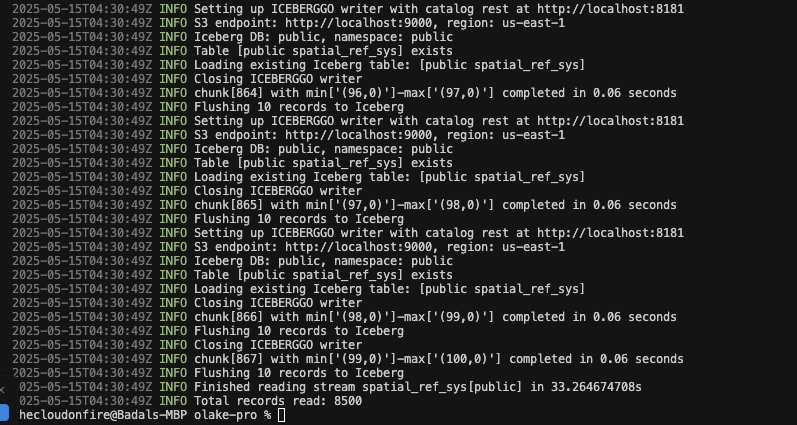 2025-05-15T04:30:49Z INFO Setting up ICEBERGGO writer with catalog rest at http://localhost:8181
2025-05-15T04:30:49Z INFO S3 endpoint: http://localhost:9000, region: us-east-1
2025-05-15T04:30:49Z INFO Iceberg DB: public, namespace: public
2025-05-15T04:30:49Z INFO Table [public spatial_ref_sys] exists
2025-05-15T04:30:49Z INFO Loading existing Iceberg table: [public spatial_ref_sys]
2025-05-15T04:30:49Z INFO Closing ICEBERGGO writer
2025-05-15T04:30:49Z INFO chunk[864] with min['(96,0)']-max['(97,0)'] completed in 0.06 seconds
2025-05-15T04:30:49Z INFO Flushing 10 records to Iceberg
2025-05-15T04:30:49Z INFO Setting up ICEBERGGO writer with catalog rest at http://localhost:8181
2025-05-15T04:30:49Z INFO S3 endpoint: http://localhost:9000, region: us-east-1
2025-05-15T04:30:49Z INFO Iceberg DB: public, namespace: public
2025-05-15T04:30:49Z INFO Table [public spatial_ref_sys] exists
2025-05-15T04:30:49Z INFO Loading existing Iceberg table: [public spatial_ref_sys]
2025-05-15T04:30:49Z INFO Closing ICEBERGGO writer
2025-05-15T04:30:49Z INFO chunk[865] with min['(97,0)']-max['(98,0)'] completed in 0.06 seconds
2025-05-15T04:30:49Z INFO Flushing 10 records to Iceberg
2025-05-15T04:30:49Z INFO Setting up ICEBERGGO writer with catalog rest at http://localhost:8181
2025-05-15T04:30:49Z INFO S3 endpoint: http://localhost:9000, region: us-east-1
2025-05-15T04:30:49Z INFO Iceberg DB: public, namespace: public
2025-05-15T04:30:49Z INFO Table [public spatial_ref_sys] exists
2025-05-15T04:30:49Z INFO Loading existing Iceberg table: [public spatial_ref_sys]
2025-05-15T04:30:49Z INFO Closing ICEBERGGO writer
2025-05-15T04:30:49Z INFO chunk[866] with min['(98,0)']-max['(99,0)'] completed in 0.06 seconds
2025-05-15T04:30:49Z INFO Flushing 10 records to Iceberg
2025-05-15T04:30:49Z INFO Closing ICEBERGGO writer
2025-05-15T04:30:49Z INFO chunk[867] with min['(99,0)']-max['(100,0)'] completed in 0.06 seconds
2025-05-15T04:30:49Z INFO Flushing 10 records to Iceberg
2025-05-15T04:30:49Z INFO Finished reading stream spatial_ref_sys[public] in 33.264674708s
2025-05-15T04:30:49Z INFO Total records read: 8500
hecloudonfire@Badals-MBP olake-pro %